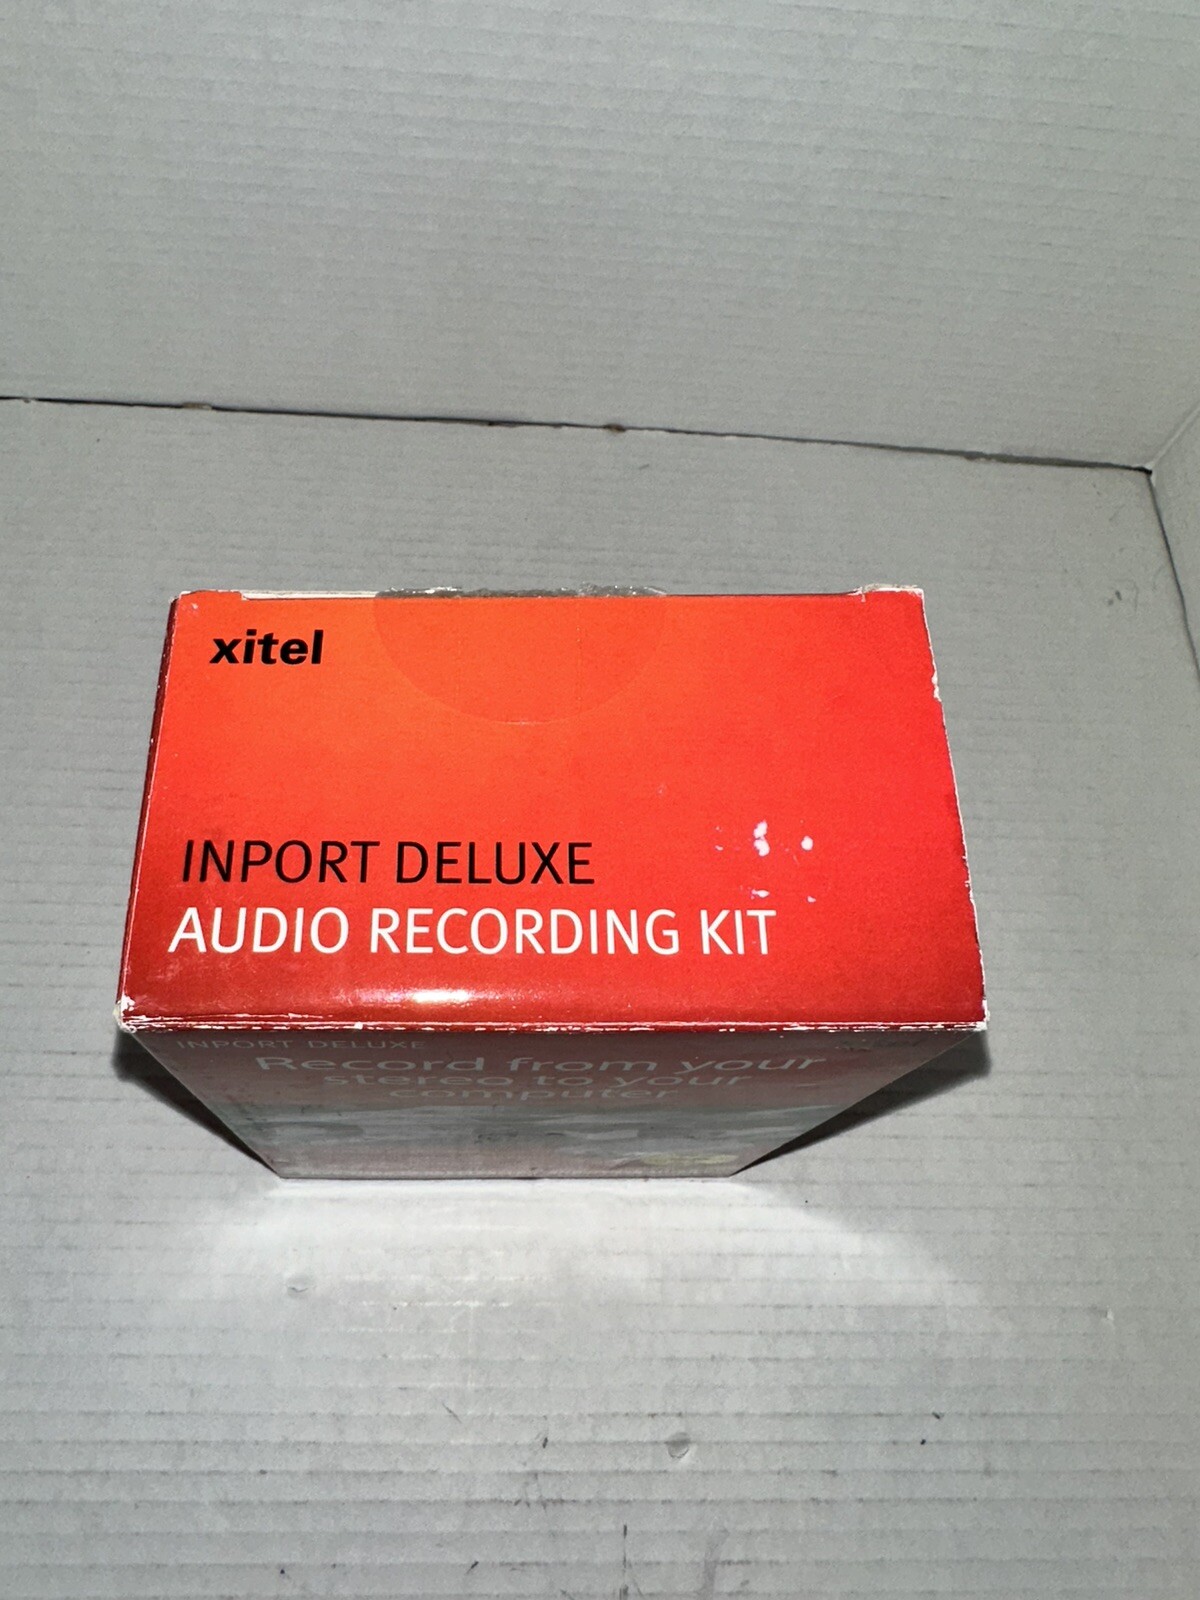 xitel
INPORT DELUXE
AUDIO RECORDING KIT
INPORT DELUXE
Record from your
stereo to your
computer